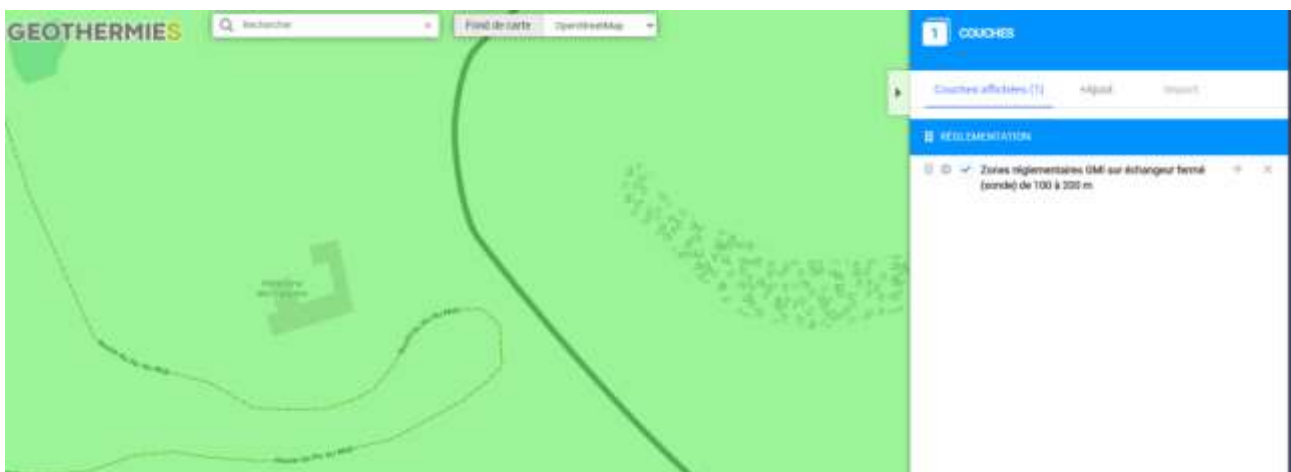 GEOTHERMIES
Rechercher
Fond de carte
OpenStreetMap
1
COUCHES
Couches affichées (1)
+Ajout
Import
RÉGLEMENTATION
Zones réglementaires GMI sur échangeur fermé
(sonde) de 100 à 200 m